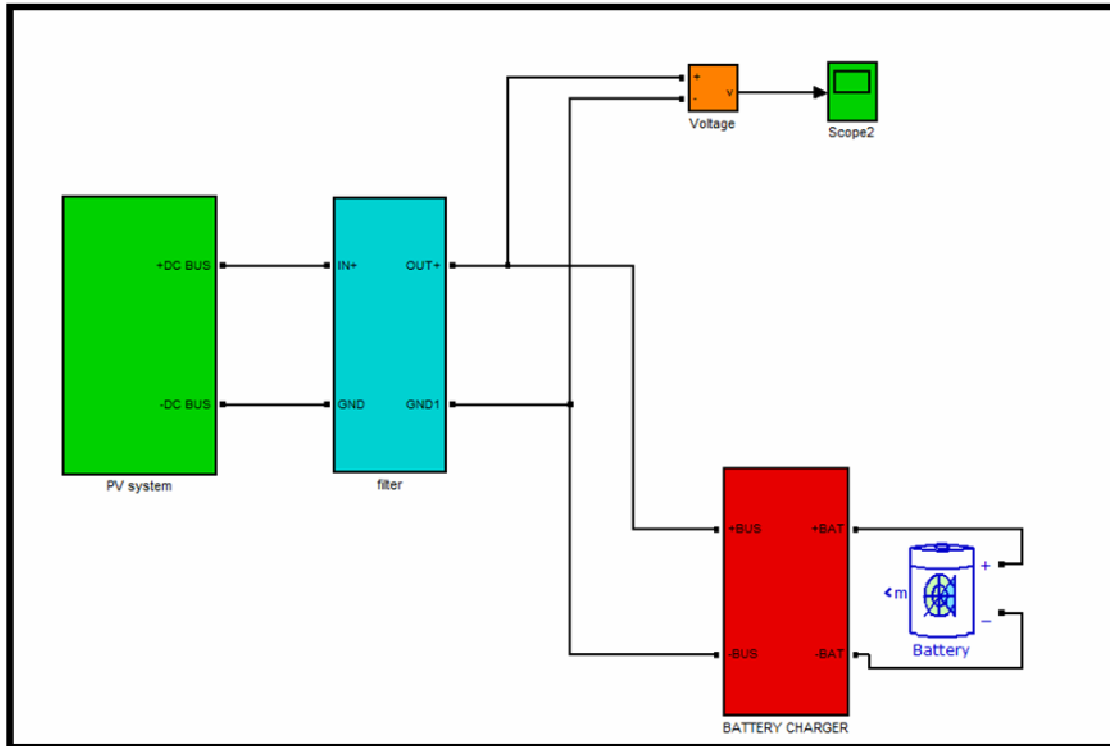 +
-
v
Voltage
Scope2
+DC BUS
-DC BUS
PV system
IN+
OUT+
GND
GND1
filter
+BUS
+BAT
-BUS
-BAT
BATTERY CHARGER
<m
+
_
Battery